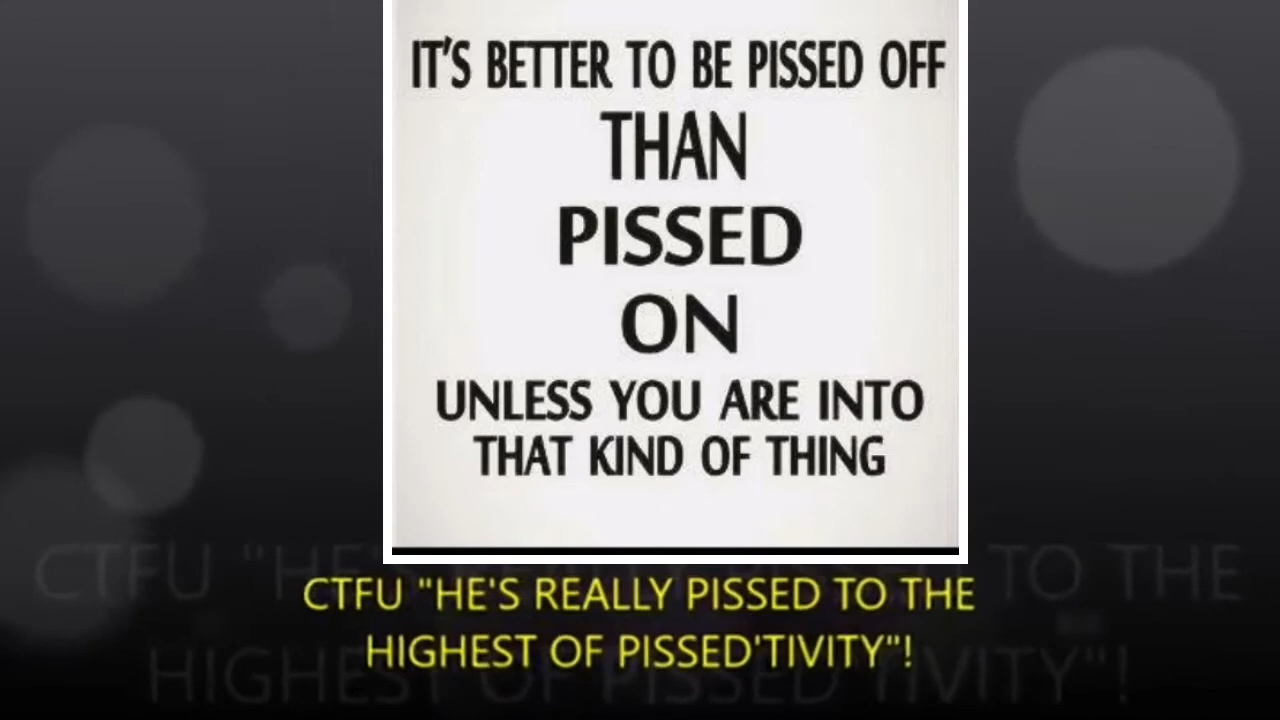 IT'S BETTER TO BE PISSED OFF
THAN
PISSED
ON
UNLESS YOU ARE INTO
THAT KIND OF THING
CTFU "HE'S REALLY PISSED TO THE
HIGHEST OF PISSED'TIVITY"!